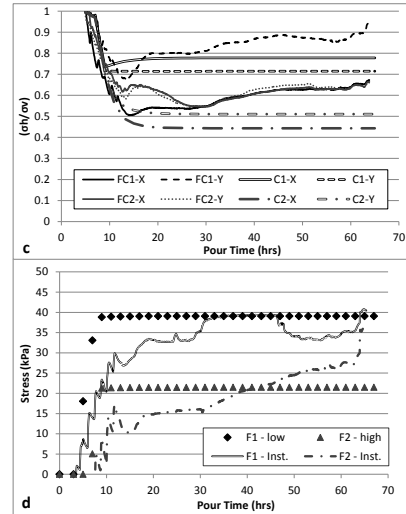 (σh/σv)
1
0.9
0.8
0.7
0.6
0.5
0.4
0.3
0.2
0.1
0
FC1-X FC1-Y C1-X C1-Y
FC2-X FC2-Y C2-X C2-Y
0 10 20 30 40 50 60 70
c Pour Time (hrs)
Stress (kPa)
50
45
40
35
30
25
20
15
10
5
0
F1 - low F2 - high
F1 - Inst. F2 - Inst.
0 10 20 30 40 50 60 70
d Pour Time (hrs)